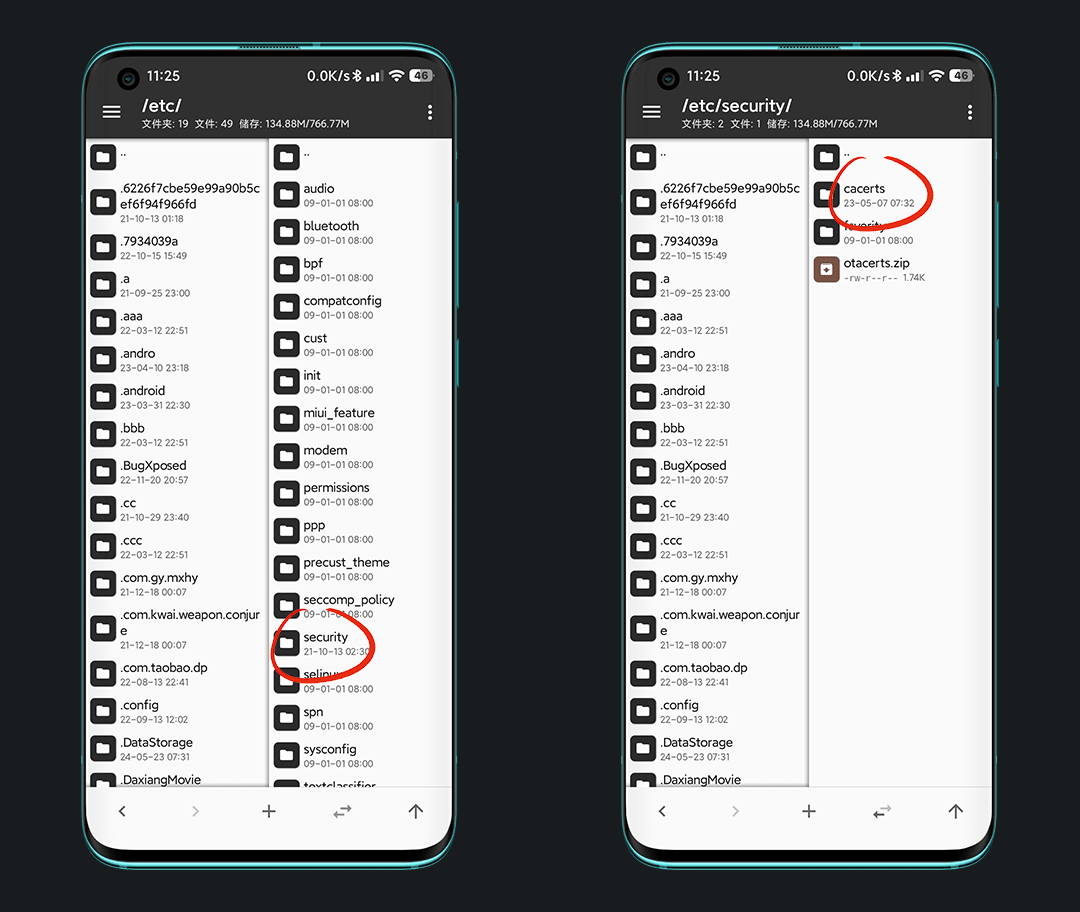 11:25
0.0K/s
46
/etc/
文件夹: 19 文件: 49 储存: 134.88M/766.77M
..
.6226f7cbe59e99a90b5c
ef6f94f966fd
21-10-13 01:18
.7934039a
22-10-15 15:49
.a
21-09-25 23:00
.aaa
22-03-12 22:51
.andro
23-04-10 23:18
.android
23-03-31 22:30
.bbb
22-03-12 22:51
.BugXposed
22-11-20 20:57
.cc
21-10-29 23:40
.ccc
22-03-12 22:51
.com.gy.mxhy
21-12-18 00:07
.com.kwai.weapon.conjur
e
21-12-18 00:07
.com.taobao.dp
22-08-13 22:41
.config
22-09-13 12:02
.DataStorage
24-05-23 07:31
.DaxiangMovie
..
audio
09-01-01 08:00
bluetooth
09-01-01 08:00
bpf
09-01-01 08:00
compatconfig
09-01-01 08:00
cust
09-01-01 08:00
init
09-01-01 08:00
miui_feature
09-01-01 08:00
modem
09-01-01 08:00
permissions
09-01-01 08:00
ppp
09-01-01 08:00
precust_theme
09-01-01 08:00
seccomp_policy
09-01-01 08:00
security
21-10-13 02:30
selinux
09-01-01 08:00
spn
09-01-01 08:00
sysconfig
09-01-01 08:00
textclassifier
11:25
0.0K/s
46
/etc/security/
文件夹: 2 文件: 1 储存: 134.88M/766.77M
..
.6226f7cbe59e99a90b5c
ef6f94f966fd
21-10-13 01:18
.7934039a
22-10-15 15:49
.a
21-09-25 23:00
.aaa
22-03-12 22:51
.andro
23-04-10 23:18
.android
23-03-31 22:30
.bbb
22-03-12 22:51
.BugXposed
22-11-20 20:57
.cc
21-10-29 23:40
.ccc
22-03-12 22:51
.com.gy.mxhy
21-12-18 00:07
.com.kwai.weapon.conjur
e
21-12-18 00:07
.com.taobao.dp
22-08-13 22:41
.config
22-09-13 12:02
.DataStorage
24-05-23 07:31
.DaxiangMovie
..
cacerts
23-05-07 07:32
09-01-01 08:00
otacerts.zip
-rw-r--r-- 1.74K